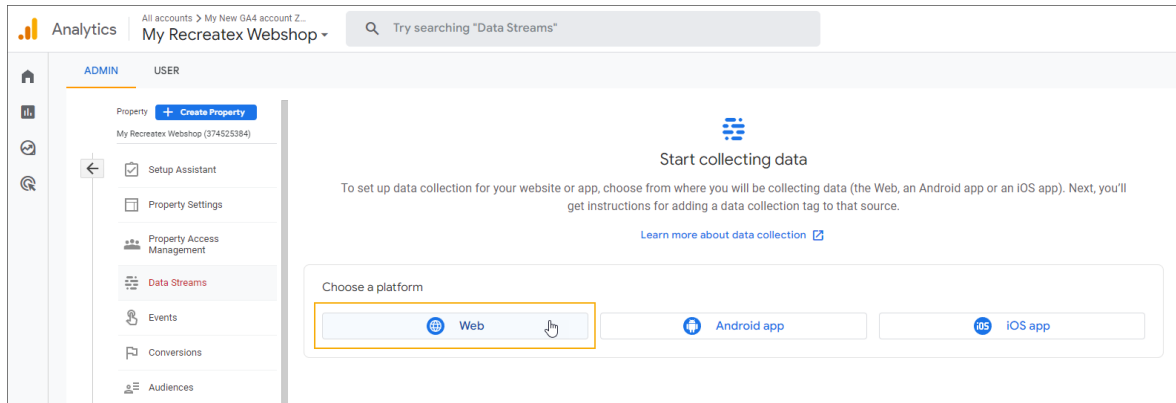 All accounts > My New GA4 account Z...
Analytics
My Recreatex Webshop
Try searching "Data Streams"
ADMIN
USER
Property
+ Create Property
My Recreatex Webshop (374525384)
Setup Assistant
Property Settings
Property Access
Management
Data Streams
Events
Conversions
Audiences
Start collecting data
To set up data collection for your website or app, choose from where you will be collecting data (the Web, an Android app or an iOS app). Next, you'll
get instructions for adding a data collection tag to that source.
Learn more about data collection
Choose a platform
Web
Android app
iOS
iOS app